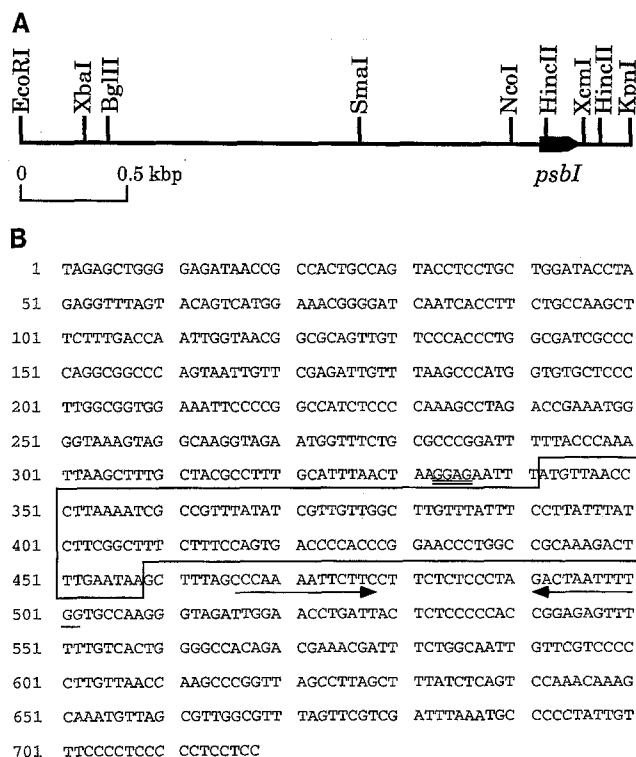 A
EcoRI XbaI BglII SmaI NcoI HincII XcmI HincII KpnI
0 0.5 kbp psbI
B
1 TAGAGCTGGG GAGATAACCG CCACTGCCAG TACCTCCTGC TGGATACCTA
51 GAGGTTTAGT ACAGTCATGG AAACGGGGAT CAATCACCTT CTGCCAAGCT
101 TCTTTGACCA ATTGGTAACG GCGCAGTTGT TCCCACCCTG GCGATCGCCC
151 CAGGCGGCCC AGTAATTGTT CGAGATTGTT TAAGCCCATG GTGTGCTCCC
201 TTGGCGGTGG AAATTCCCCG GCCATCTCCC CAAAGCCTAG ACCGAAATGG
251 GGTAAAGTAG GCAAGGTAGA ATGGTTTCTG CGCCCGGATT TTTACCCAAA
301 TTAAGCTTTG CTACGCCTTT GCATTTAACT AAGGAGAATT TATGTTAACC
351 CTTAAAATCG CCGTTTATAT CGTTGTTGGC TTGTTTATTT CCTTATTTAT
401 CTTCGGCTTT CTTTCCAGTG ACCCCACCCG GAACCCTGGC CGCAAAGACT
451 TTGAATAAGC TTTAGCCCAA AATTCTTCCT TCTCTCCCTA GACTAATTTT
501 GGTGCCAAGG GTAGATTGGA ACCTGATTAC CTCCCCCACC CGGAGAGTTT
551 TTTGTCACTG GGGCCACAGA CGAAACGATT TCTGGCAATT GTTCGTCCCC
601 CTTGTTAACC AAGCCCGGTT AGCCTTAGCT TTATCTCAGT CCAAACAAAG
651 CAAATGTTAG CGTTGGCGTT TAGTTCGTCG ATTTAAATGC CCCCTATTGT
701 TTCCCCTCCC CCTCCTCC